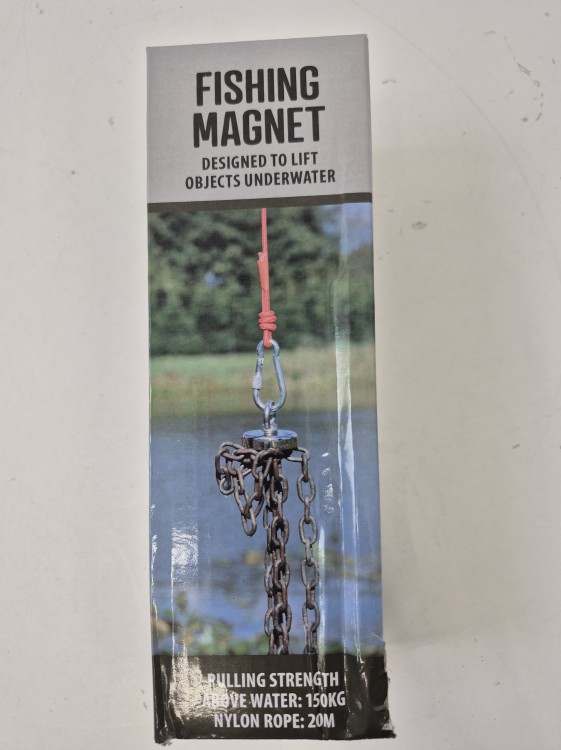 FISHING
MAGNET
DESIGNED TO LIFT
OBJECTS UNDERWATER
PULLING STRENGTH
ABOVE WATER: 150KG
NYLON ROPE: 20M